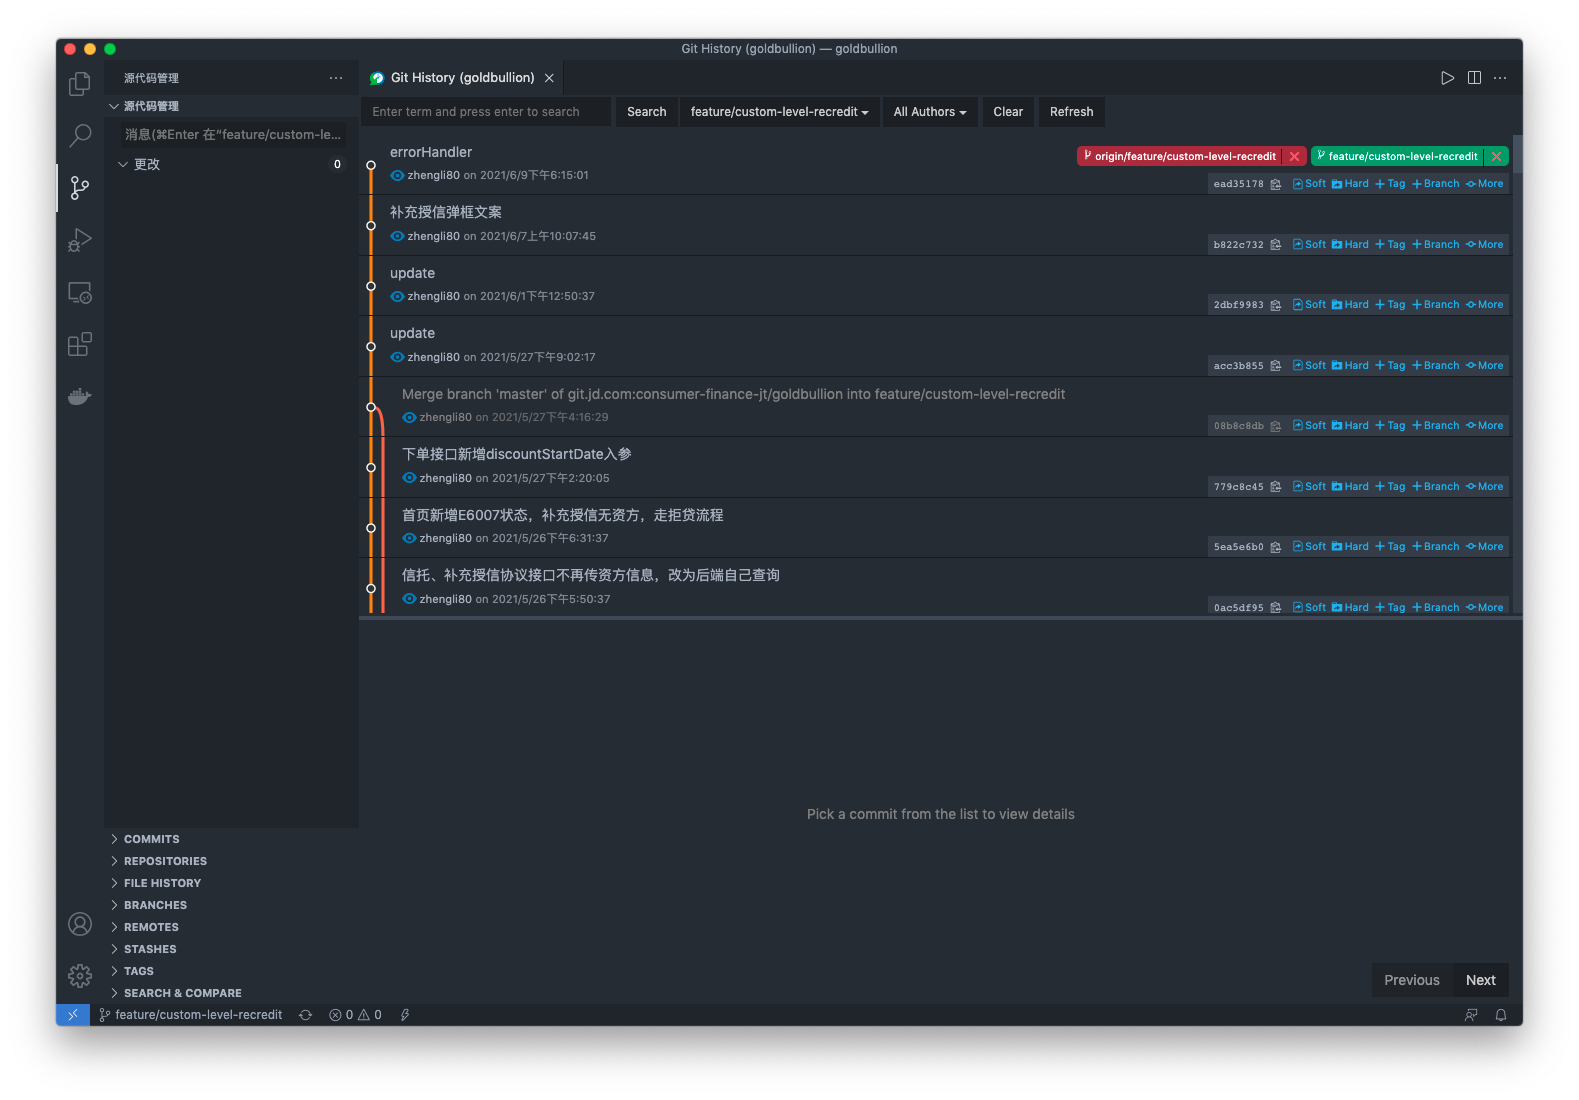 Git History (goldbullion) — goldbullion
源代码管理
Git History (goldbullion)
源代码管理
消息(⌘Enter 在"feature/custom-le...
更改 0
Enter term and press enter to search Search feature/custom-level-recredit All Authors Clear Refresh
errorHandler
origin/feature/custom-level-recredit feature/custom-level-recredit
zhengli80 on 2021/6/9下午6:15:01
ead35178 Soft Hard Tag Branch More
补充授信弹框文案
zhengli80 on 2021/6/7上午10:07:45
b822c732 Soft Hard Tag Branch More
update
zhengli80 on 2021/6/1下午12:50:37
2dbf9983 Soft Hard Tag Branch More
update
zhengli80 on 2021/5/27下午9:02:17
acc3b855 Soft Hard Tag Branch More
Merge branch 'master' of git.jd.com:consumer-finance-jt/goldbullion into feature/custom-level-recredit
zhengli80 on 2021/5/27下午4:16:29
08b8c8db Soft Hard Tag Branch More
下单接口新增discountStartDate入参
zhengli80 on 2021/5/27下午2:20:05
779c8c45 Soft Hard Tag Branch More
首页新增E6007状态，补充授信无资方，走拒贷流程
zhengli80 on 2021/5/26下午6:31:37
5ea5e6b0 Soft Hard Tag Branch More
信托、补充授信协议接口不再传资方信息，改为后端自己查询
zhengli80 on 2021/5/26下午5:50:37
0ac5df95 Soft Hard Tag Branch More
Pick a commit from the list to view details
COMMITS
REPOSITORIES
FILE HISTORY
BRANCHES
REMOTES
STASHES
TAGS
SEARCH & COMPARE
Previous Next
feature/custom-level-recredit 0 0